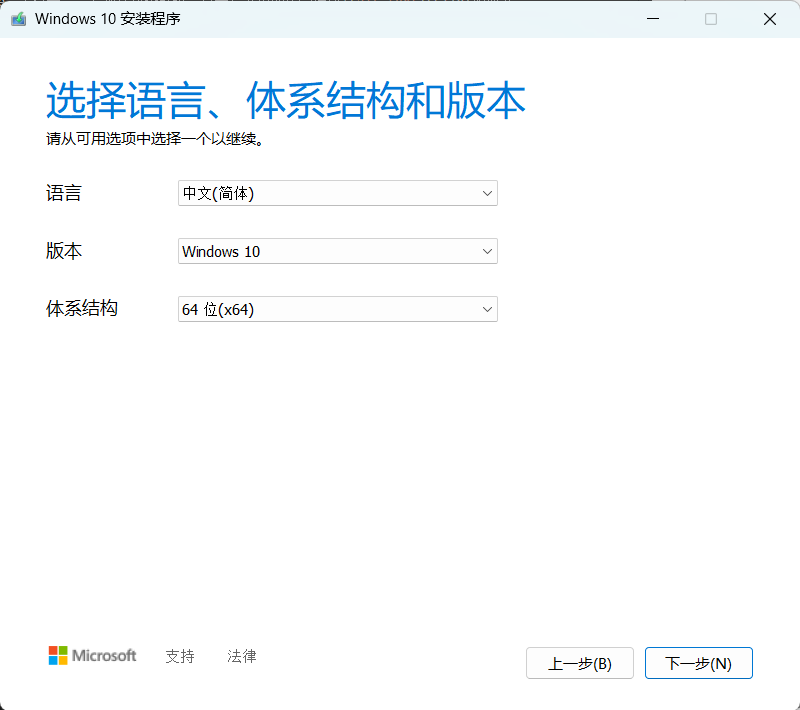 Windows 10 安装程序
选择语言、体系结构和版本
请从可用选项中选择一个以继续。
语言 中文(简体)
版本 Windows 10
体系结构 64 位(x64)
Microsoft 支持 法律 上一步(B) 下一步(N)